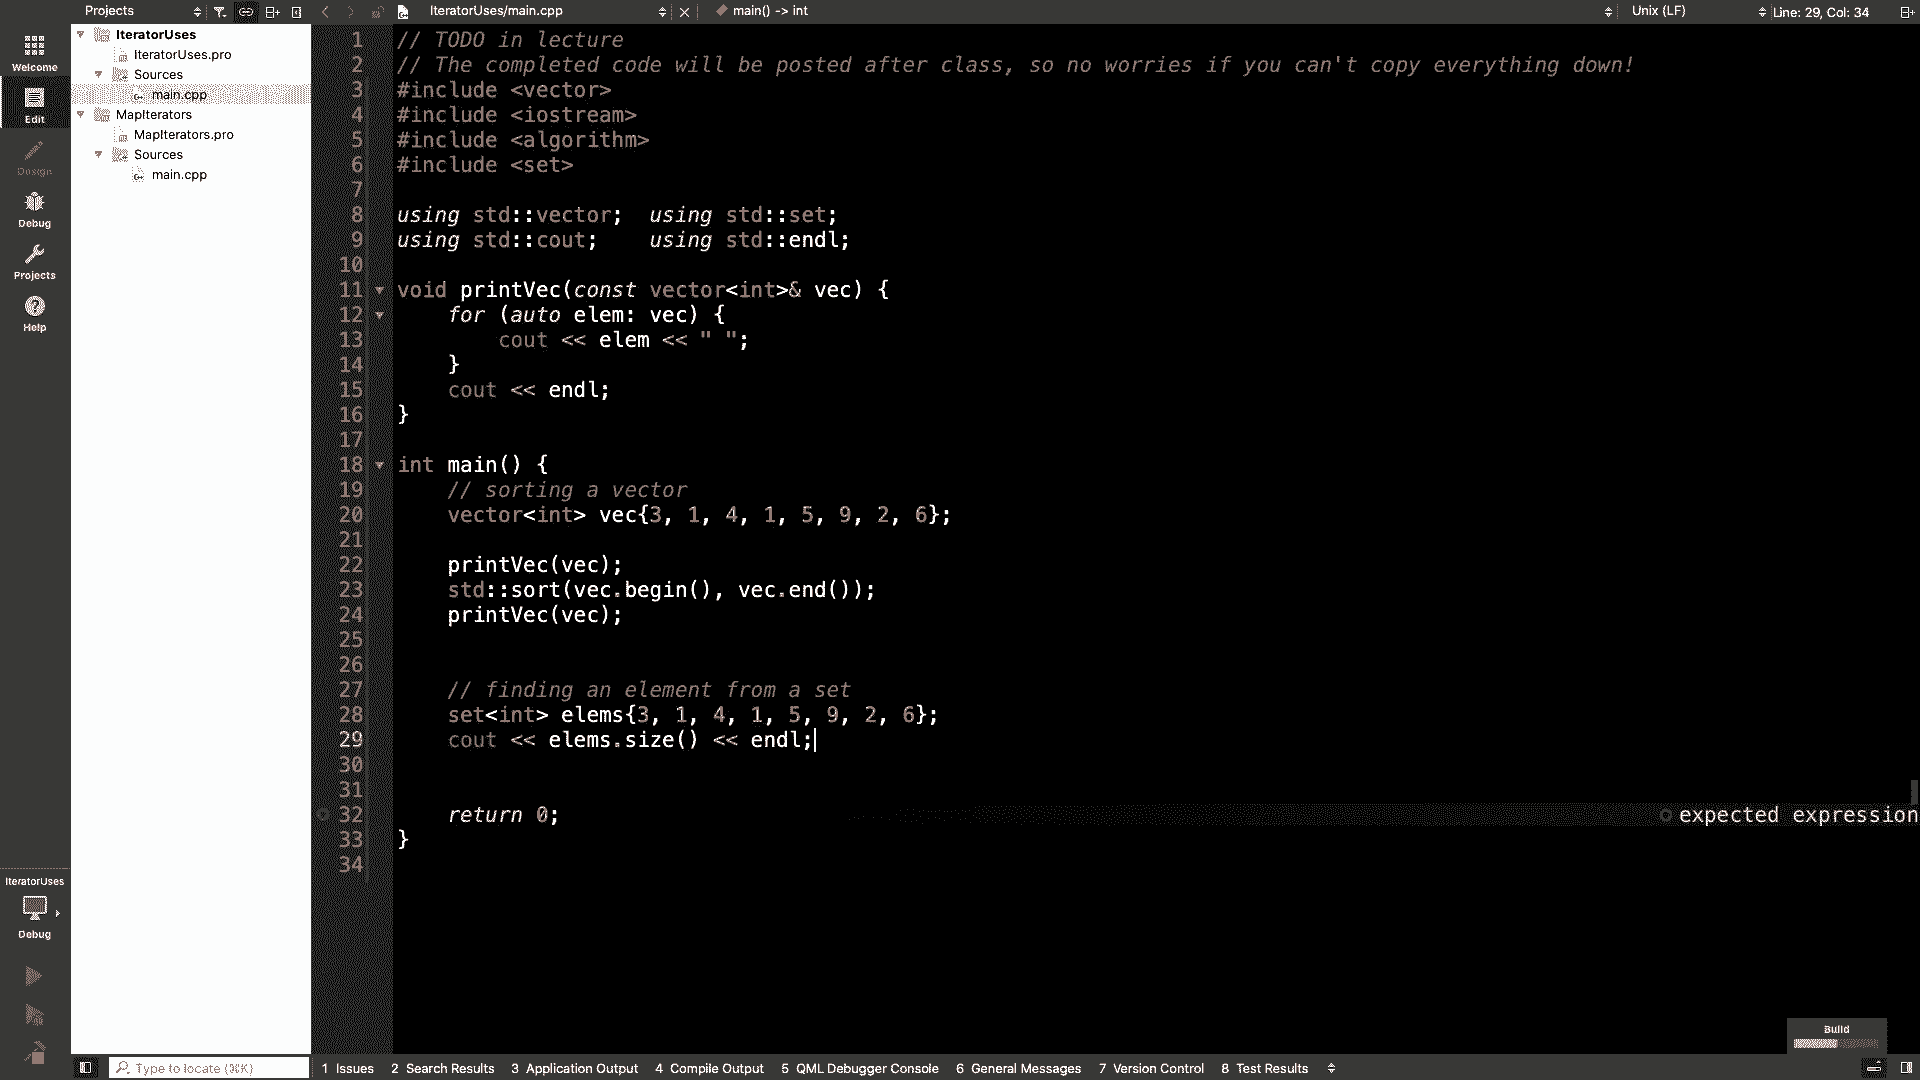 Projects
IteratorUses/main.cpp
main() -> int
Unix (LF)
Line: 29, Col: 34
Welcome
Edit
Design
Debug
Projects
Help
IteratorUses
IteratorUses.pro
Sources
main.cpp
MapIterators
MapIterators.pro
Sources
main.cpp
1 // TODO in lecture
2 // The completed code will be posted after class, so no worries if you can't copy everything down!
3 #include <vector>
4 #include <iostream>
5 #include <algorithm>
6 #include <set>
7
8 using std::vector;  using std::set;
9 using std::cout;    using std::endl;
10
11 void printVec(const vector<int>& vec) {
12     for (auto elem: vec) {
13         cout << elem << " ";
14     }
15     cout << endl;
16 }
17
18 int main() {
19     // sorting a vector
20     vector<int> vec{3, 1, 4, 1, 5, 9, 2, 6};
21
22     printVec(vec);
23     std::sort(vec.begin(), vec.end());
24     printVec(vec);
25
26
27     // finding an element from a set
28     set<int> elems{3, 1, 4, 1, 5, 9, 2, 6};
29     cout << elems.size() << endl;
30
31
32     return 0; expected expression
33 }
34
IteratorUses
Debug
Build
Type to locate (⌘K)
1 Issues
2 Search Results
3 Application Output
4 Compile Output
5 QML Debugger Console
6 General Messages
7 Version Control
8 Test Results